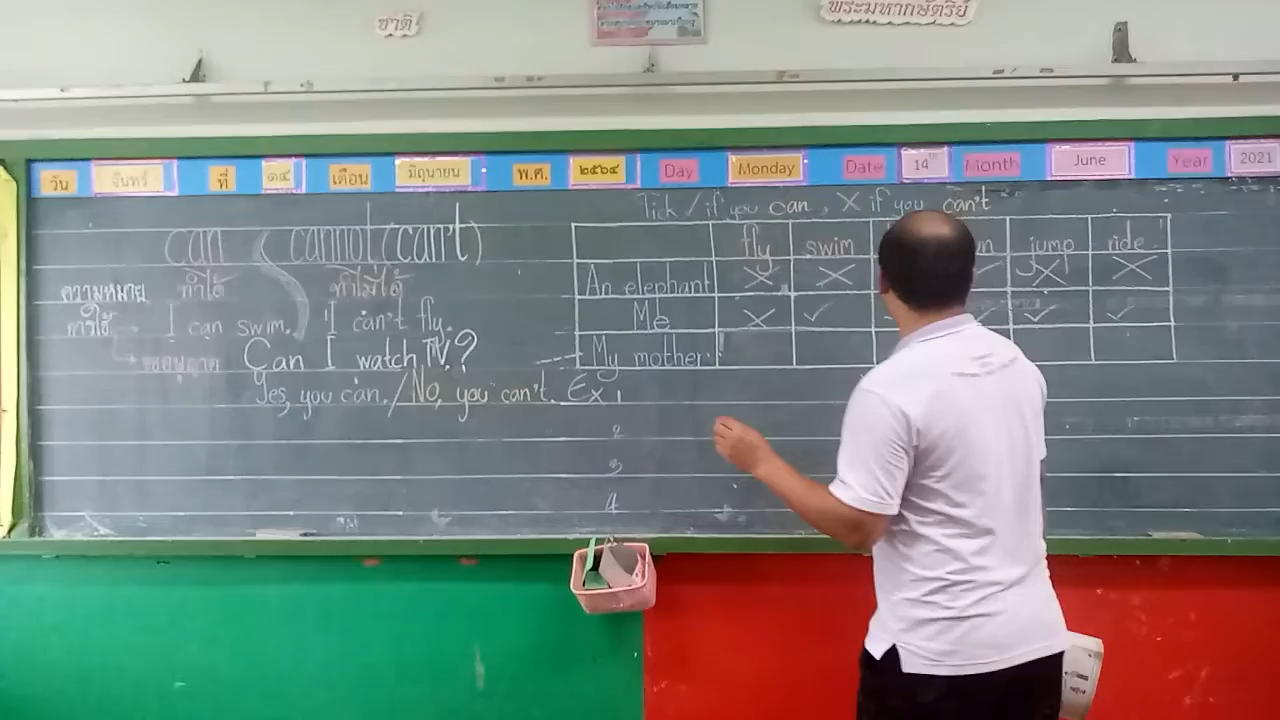 ชาติ
พระมหากษัตริย์
วัน จันทร์ ที่ ๑๔ เดือน มิถุนายน พ.ศ. ๒๕๖๔ Day Monday Date 14th Month June Year 2021
can cannot (can't)
ความหมาย ทำได้ ทำไม่ได้
การใช้ I can swim. I can't fly.
ขออนุญาต Can I watch TV?
Yes, you can. / No, you can't.
Tick / if you can, X if you can't
fly swim jump ride
An elephant X X X X
Me X ✓ ✓ ✓ ✓
My mother
Ex 1
2
3
4